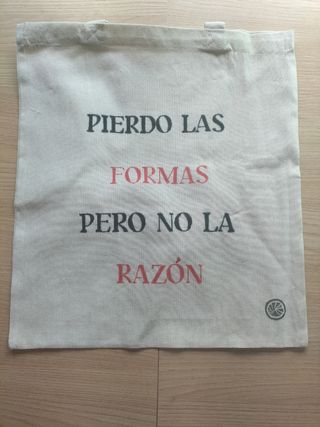 PIERDO LAS
FORMAS
PERO NO LA
RAZÓN